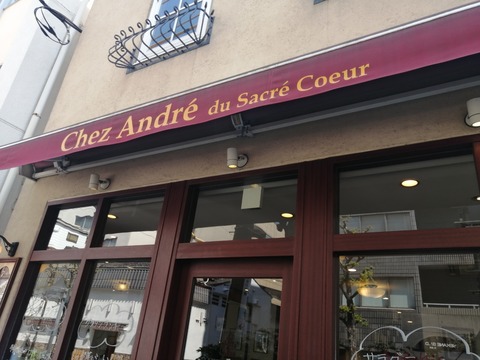 Chez André du Sacré Coeur